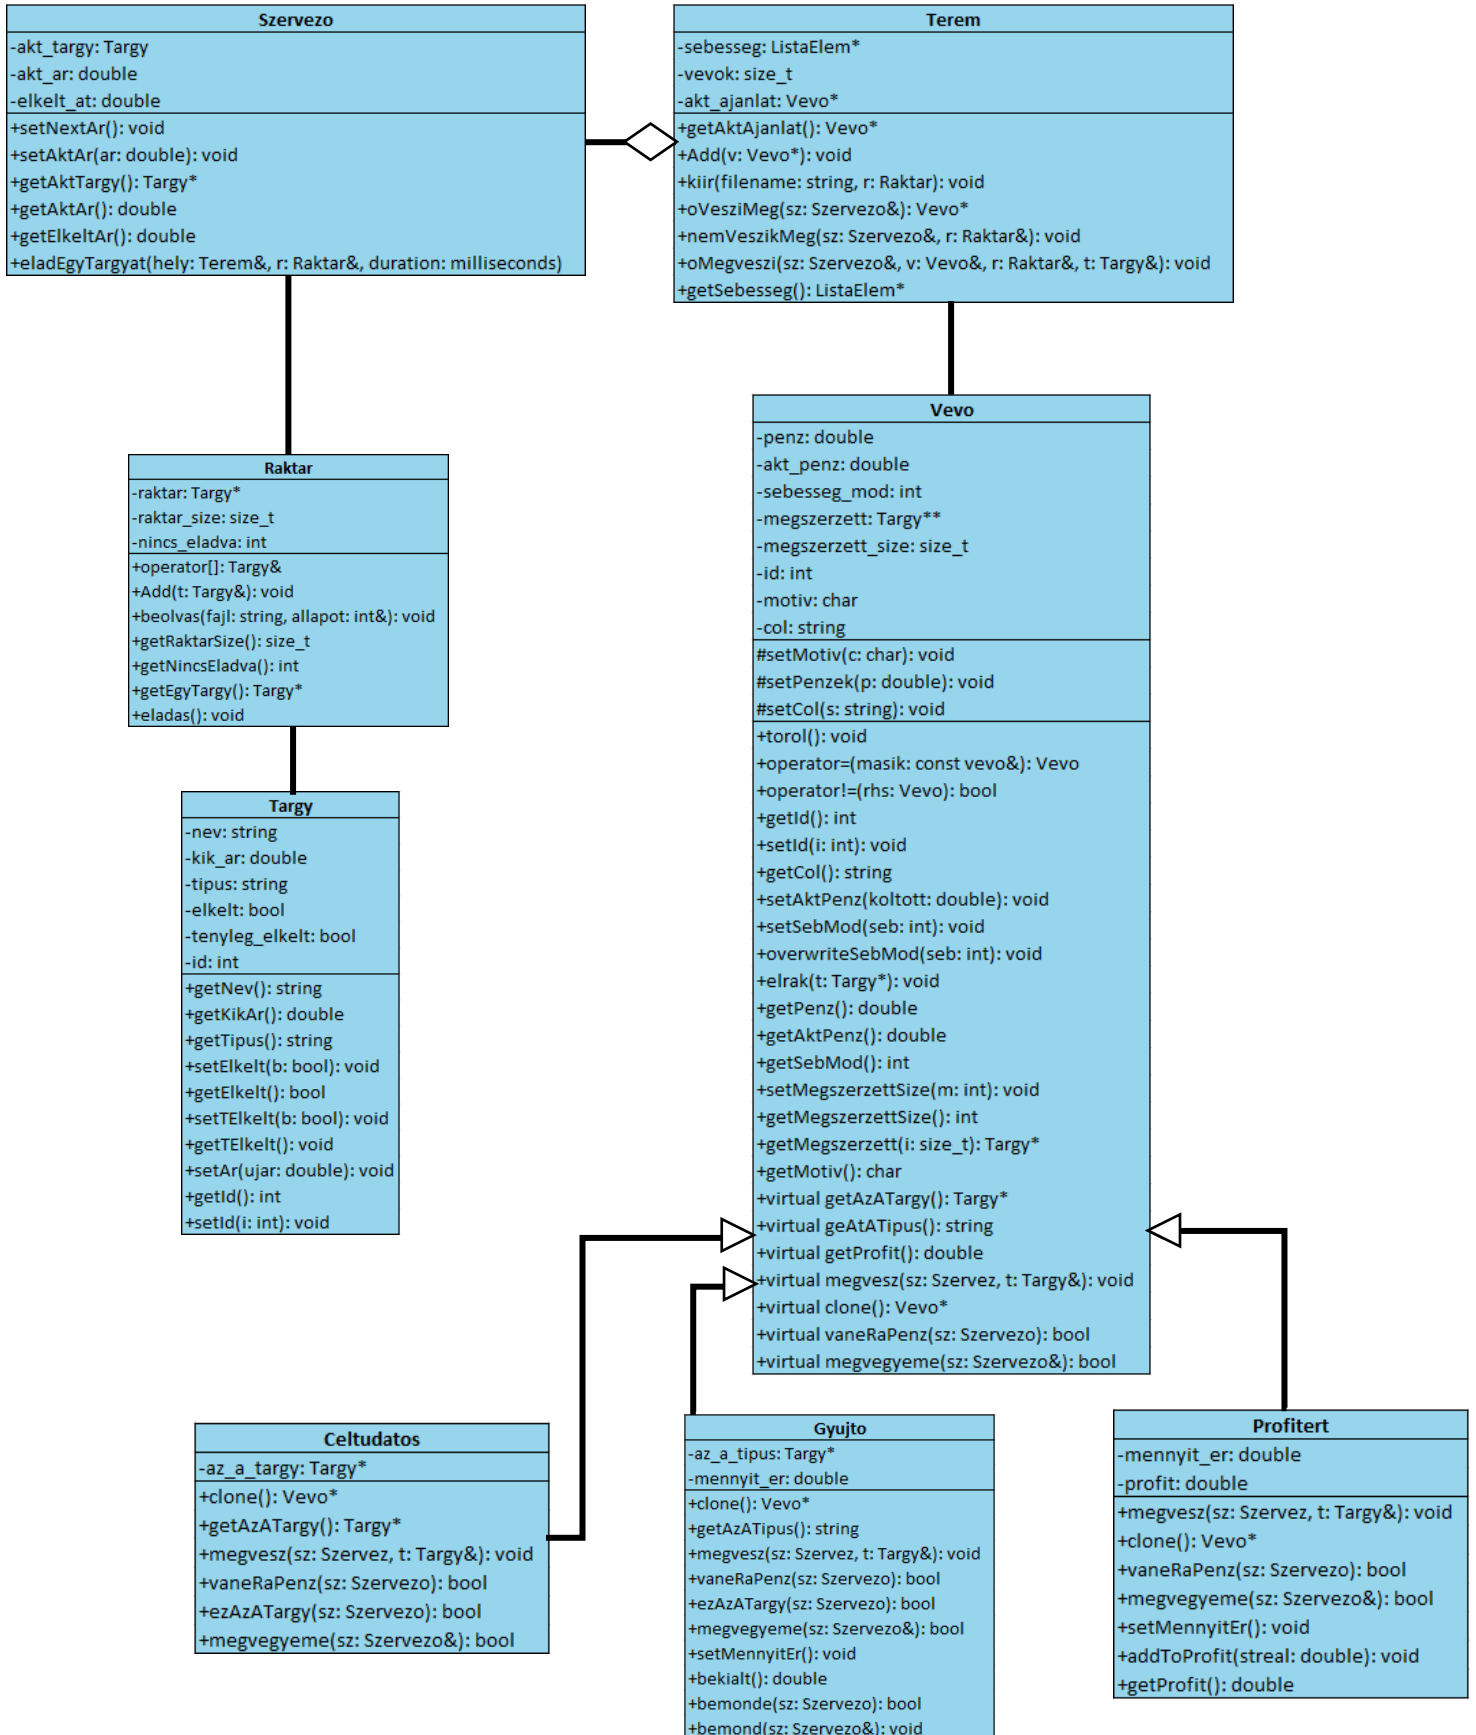 Szervezo
-akt_targy: Targy
-akt_ar: double
-elkelt_at: double
+setNextAr(): void
+setAktAr(ar: double): void
+getAktTargy(): Targy*
+getAktAr(): double
+getElkeltAr(): double
+eladEgyTargyat(hely: Terem&, r: Raktar&, duration: milliseconds)
Terem
-sebesseg: ListaElem*
-vevok: size_t
-akt_ajanlat: Vevo*
+getAktAjanlat(): Vevo*
+Add(v: Vevo*): void
+kiir(filename: string, r: Raktar): void
+oVesziMeg(sz: Szervezo&): Vevo*
+nemVeszikMeg(sz: Szervezo&, r: Raktar&): void
+oMegveszi(sz: Szervezo&, v: Vevo&, r: Raktar&, t: Targy&): void
+getSebesseg(): ListaElem*
Raktar
-raktar: Targy*
-raktar_size: size_t
-nincs_eladva: int
+operator[]: Targy&
+Add(t: Targy&): void
+beolvas(fajl: string, allapot: int&): void
+getRaktarSize(): size_t
+getNincsEladva(): int
+getEgyTargy(): Targy*
+eladas(): void
Targy
-nev: string
-kik_ar: double
-tipus: string
-elkelt: bool
-tenyleg_elkelt: bool
-id: int
+getNev(): string
+getKikAr(): double
+getTipus(): string
+setElkelt(b: bool): void
+getElkelt(): bool
+setTElkelt(b: bool): void
+getTElkelt(): void
+setAr(ujar: double): void
+getId(): int
+setId(i: int): void
Vevo
-penz: double
-akt_penz: double
-sebesseg_mod: int
-megszerzett: Targy**
-megszerzett_size: size_t
-id: int
-motiv: char
-col: string
#setMotiv(c: char): void
#setPenzek(p: double): void
#setCol(s: string): void
+torol(): void
+operator=(masik: const vevo&): Vevo
+operator!=(rhs: Vevo): bool
+getId(): int
+setId(i: int): void
+getCol(): string
+setAktPenz(koltott: double): void
+setSebMod(seb: int): void
+overwriteSebMod(seb: int): void
+elrak(t: Targy*): void
+getPenz(): double
+getAktPenz(): double
+getSebMod(): int
+setMegszerzettSize(m: int): void
+getMegszerzettSize(): int
+getMegszerzett(i: size_t): Targy*
+getMotiv(): char
+virtual getAzATargy(): Targy*
+virtual geAtATipus(): string
+virtual getProfit(): double
+virtual megvesz(sz: Szervez, t: Targy&): void
+virtual clone(): Vevo*
+virtual vaneRaPenz(sz: Szervezo): bool
+virtual megvegyeme(sz: Szervezo&): bool
Celtudatos
-az_a_targy: Targy*
+clone(): Vevo*
+getAzATargy(): Targy*
+megvesz(sz: Szervez, t: Targy&): void
+vaneRaPenz(sz: Szervezo): bool
+ezAzATargy(sz: Szervezo): bool
+megvegyeme(sz: Szervezo&): bool
Gyujto
-az_a_tipus: Targy*
-mennyit_er: double
+clone(): Vevo*
+getAzATipus(): string
+megvesz(sz: Szervez, t: Targy&): void
+vaneRaPenz(sz: Szervezo): bool
+ezAzATargy(sz: Szervezo): bool
+megvegyeme(sz: Szervezo&): bool
+setMennyitEr(): void
+bekialt(): double
+bemonde(sz: Szervezo): bool
+bemond(sz: Szervezo&): void
Profitert
-mennyit_er: double
-profit: double
+megvesz(sz: Szervez, t: Targy&): void
+clone(): Vevo*
+vaneRaPenz(sz: Szervezo): bool
+megvegyeme(sz: Szervezo&): bool
+setMennyitEr(): void
+addToProfit(streal: double): void
+getProfit(): double